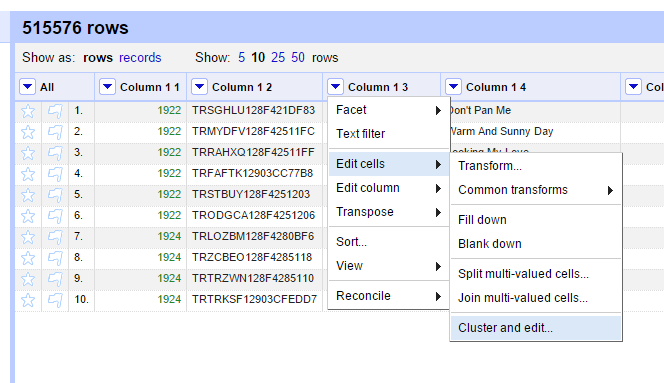 515576 rows
Show as: rows records Show: 5 10 25 50 rows
All Column 1 1 Column 1 2 Column 1 3 Column 1 4 Col
1. 1922 TRSGHLU128F421DF83 Don't Pan Me
2. 1922 TRMYDFV128F42511FC Warm And Sunny Day
3. 1922 TRRAHXQ128F42511FF Looking My Love
4. 1922 TRFAFTK12903CC77B8
5. 1922 TRSTBUY128F4251203
6. 1922 TRODGCA128F4251206
7. 1924 TRLOZBM128F4280BF6
8. 1924 TRZCBEO128F4285118
9. 1924 TRTRZWN128F4285110
10. 1924 TRTRKSF12903CFEDD7
Facet
Text filter
Edit cells
Edit column
Transpose
Sort...
View
Reconcile
Transform...
Common transforms
Fill down
Blank down
Split multi-valued cells...
Join multi-valued cells...
Cluster and edit...